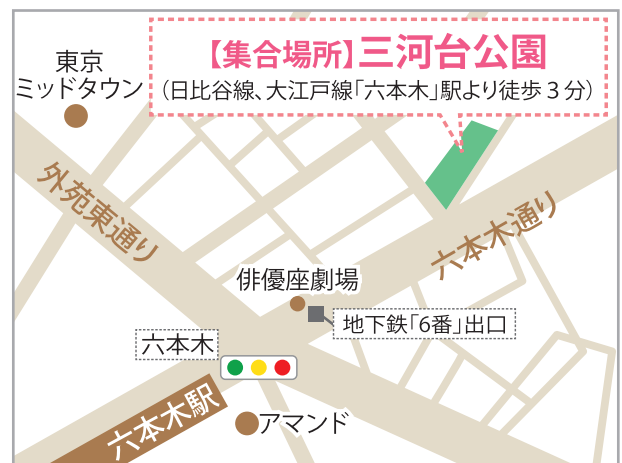 【集合場所】三河台公園
（日比谷線、大江戸線「六本木」駅より徒歩３分）
東京
ミッドタウン
外苑東通り
六本木通り
俳優座劇場
地下鉄「6番」出口
六本木
六本木駅
アマンド